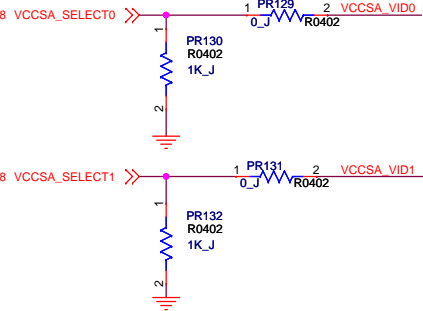 PR129
8 VCCSA_SELECT0 1 2 VCCSA_VID0
0_J R0402
1
PR130
R0402
1K_J
2
PR131
8 VCCSA_SELECT1 1 2 VCCSA_VID1
0_J R0402
1
PR132
R0402
1K_J
2